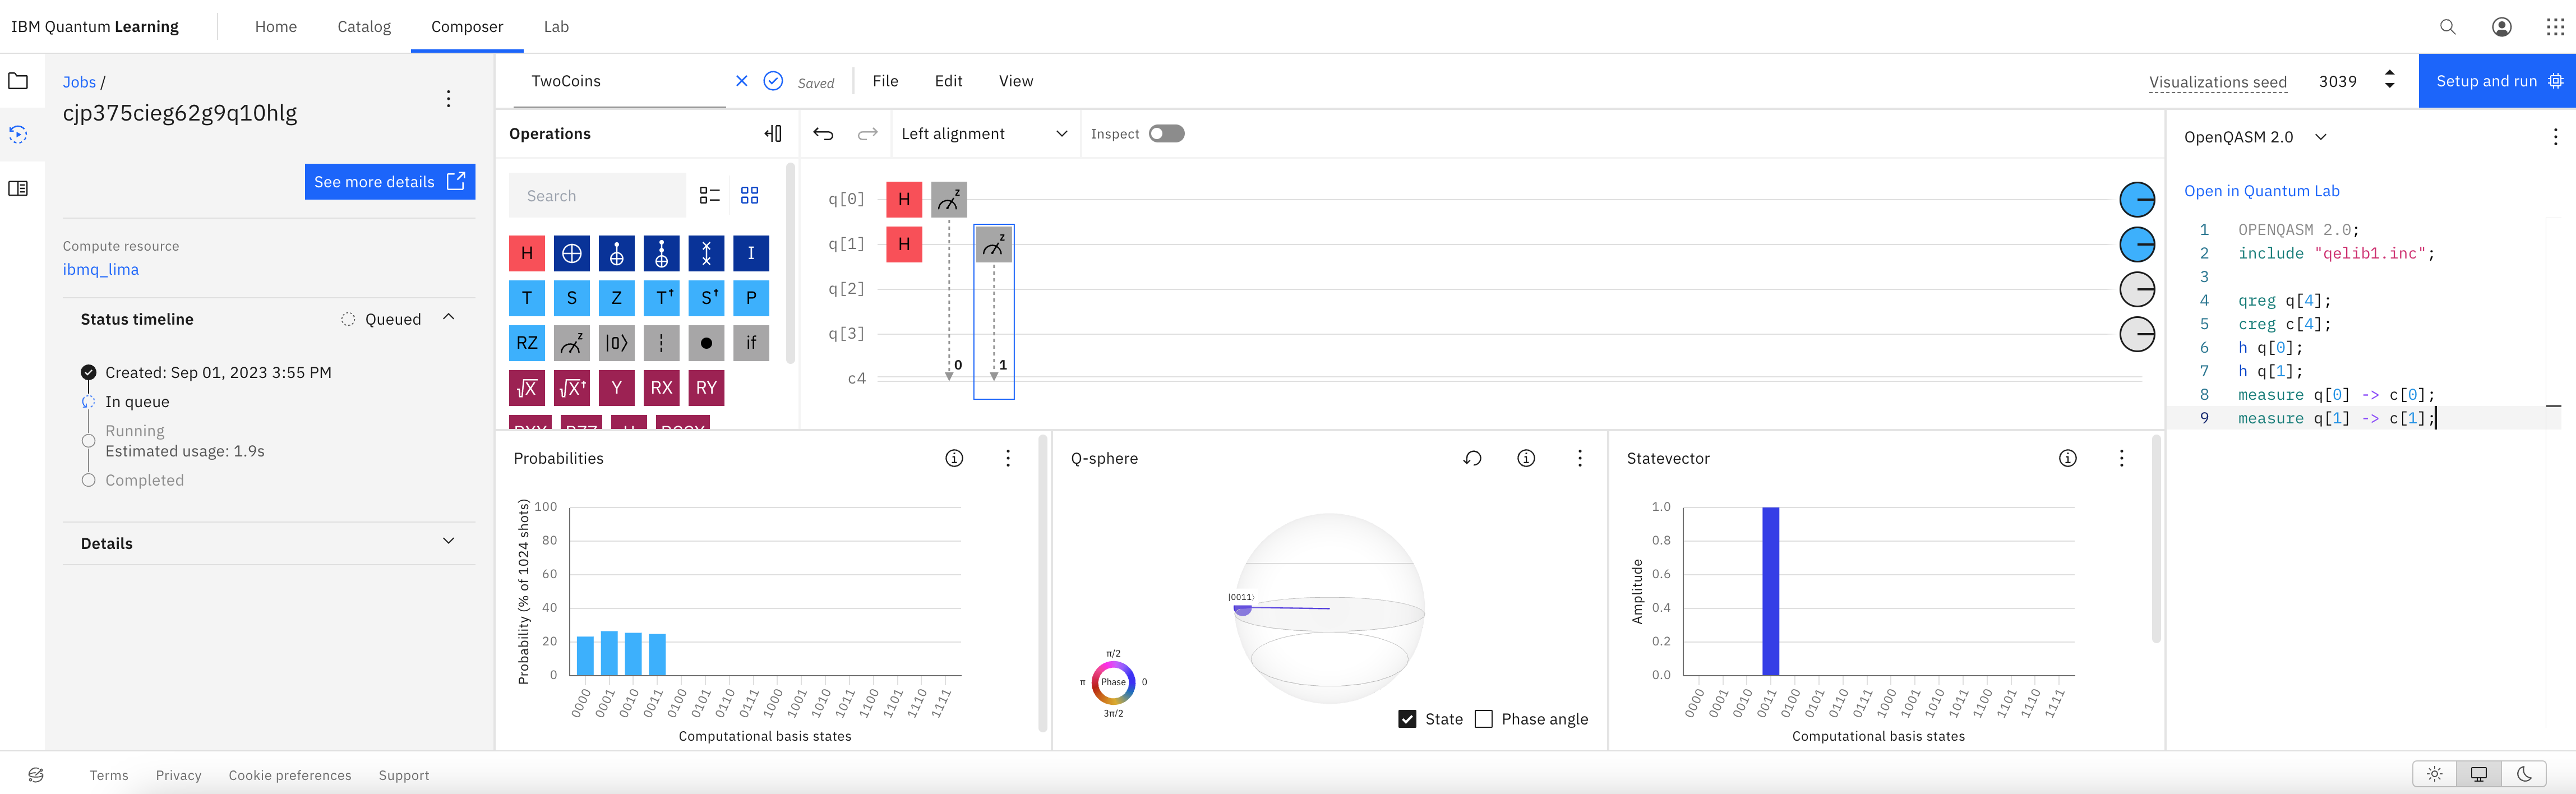 IBM Quantum Learning
Home
Catalog
Composer
Lab
Jobs /
cjp375cieg62g9q10hlg
See more details
Compute resource
ibmq_lima
Status timeline
Queued
Created: Sep 01, 2023 3:55 PM
In queue
Running
Estimated usage: 1.9s
Completed
Details
TwoCoins
Saved
File
Edit
View
Visualizations seed
3039
Setup and run
Operations
Left alignment
Inspect
Search
H
I
T
S
Z
T†
S†
P
RZ
z
|0⟩
if
√X
√X†
Y
RX
RY
q[0]
H
z
q[1]
H
z
q[2]
q[3]
c4
0
1
OpenQASM 2.0
Open in Quantum Lab
1 OPENQASM 2.0;
2 include "qelib1.inc";
3
4 qreg q[4];
5 creg c[4];
6 h q[0];
7 h q[1];
8 measure q[0] -> c[0];
9 measure q[1] -> c[1];
Probabilities
Probability (% of 1024 shots)
100
80
60
40
20
0
0000
0001
0010
0011
0100
0101
0110
0111
1000
1001
1010
1011
1100
1101
1110
1111
Computational basis states
Q-sphere
|0011⟩
π/2
π
Phase
0
3π/2
State
Phase angle
Statevector
Amplitude
1.0
0.8
0.6
0.4
0.2
0.0
0000
0001
0010
0011
0100
0101
0110
0111
1000
1001
1010
1011
1100
1101
1110
1111
Computational basis states
Terms
Privacy
Cookie preferences
Support